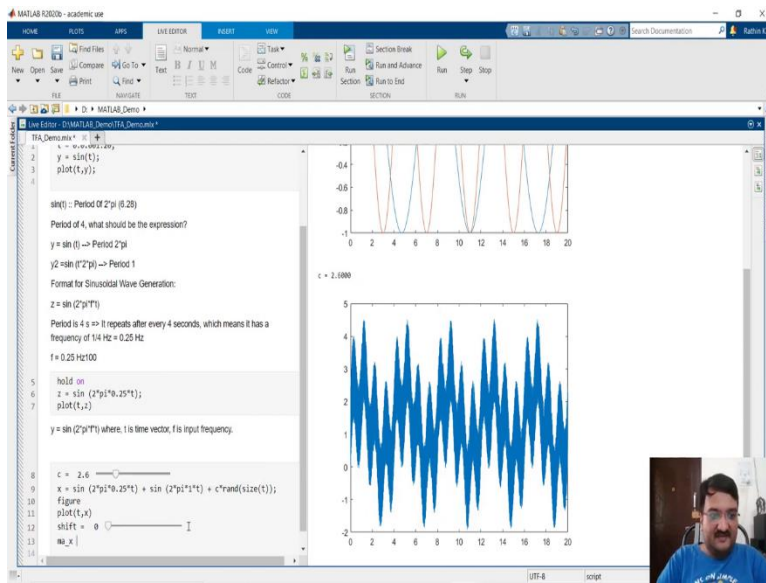 MATLAB R2020b - academic use
HOME PLOTS APPS LIVE EDITOR INSERT VIEW
Search Documentation
Rathin K
New Open Save Find Files Compare Print
Go To Find
Text Normal
B I U M
Code Task Control Refactor
Run Section Section Break Run and Advance Run to End
Run Step Stop
FILE NAVIGATE TEXT CODE SECTION RUN
D: MATLAB_Demo
Current Folder
Live Editor - D:\MATLAB_Demo\TFA_Demo.mlx *
TFA_Demo.mlx * × +
2 y = sin(t);
3 plot(t,y);
4
sin(t) :: Period 0f 2*pi (6.28)
Period of 4, what should be the expression?
y = sin (t) --> Period 2*pi
y2 =sin (t*2*pi) --> Period 1
Format for Sinusoidal Wave Generation:
z = sin (2*pi*f*t)
Period is 4 s => It repeats after every 4 seconds, which means it has a
frequency of 1/4 Hz = 0.25 Hz
f = 0.25 Hz100
5 hold on
6 z = sin (2*pi*0.25*t);
7 plot(t,z)
y = sin (2*pi*f*t) where, t is time vector, f is input frequency.
8 c = 2.6
9 x = sin (2*pi*0.25*t) + sin (2*pi*1*t) + c*rand(size(t));
10 figure
11 plot(t,x)
12 shift = 0
13 ma_x
14
-0.4
-0.6
-0.8
-1
0 2 4 6 8 10 12 14 16 18 20
c = 2.6000
5
4
3
2
1
0
-1
-2
0 2 4 6 8 10 12 14 16 18 20
UTF-8 script